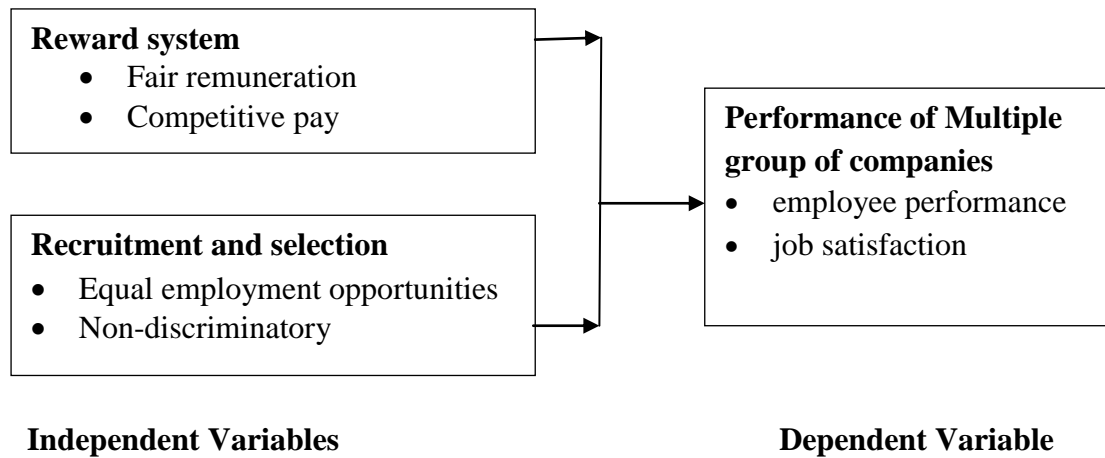 Reward system
• Fair remuneration
• Competitive pay
Recruitment and selection
• Equal employment opportunities
• Non-discriminatory
Performance of Multiple
group of companies
• employee performance
• job satisfaction
Independent Variables
Dependent Variable